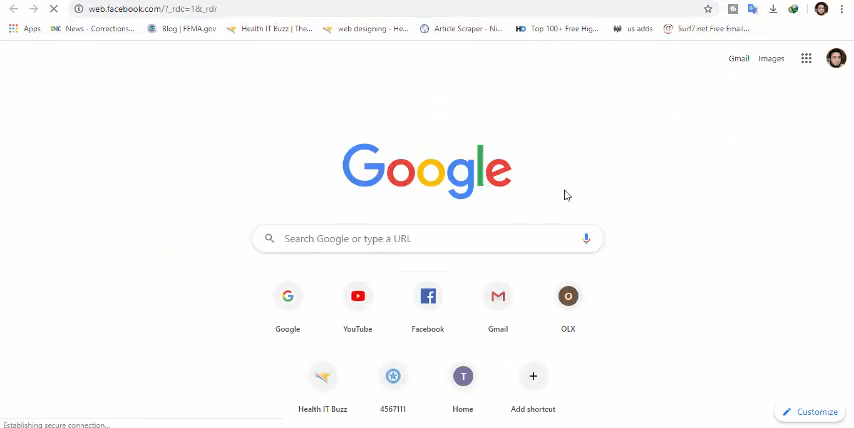 web.facebook.com/?_rdc=1&_rdr
Apps News - Corrections... Blog | FEMA.gov Health IT Buzz | The... web designing - He... Article Scraper - Ni... HD Top 100+ Free Hig... us adds Surf7.net Free Email...
Gmail Images
Google
Search Google or type a URL
Google YouTube Facebook Gmail OLX
Health IT Buzz 4567111 Home Add shortcut
Customize
Establishing secure connection...